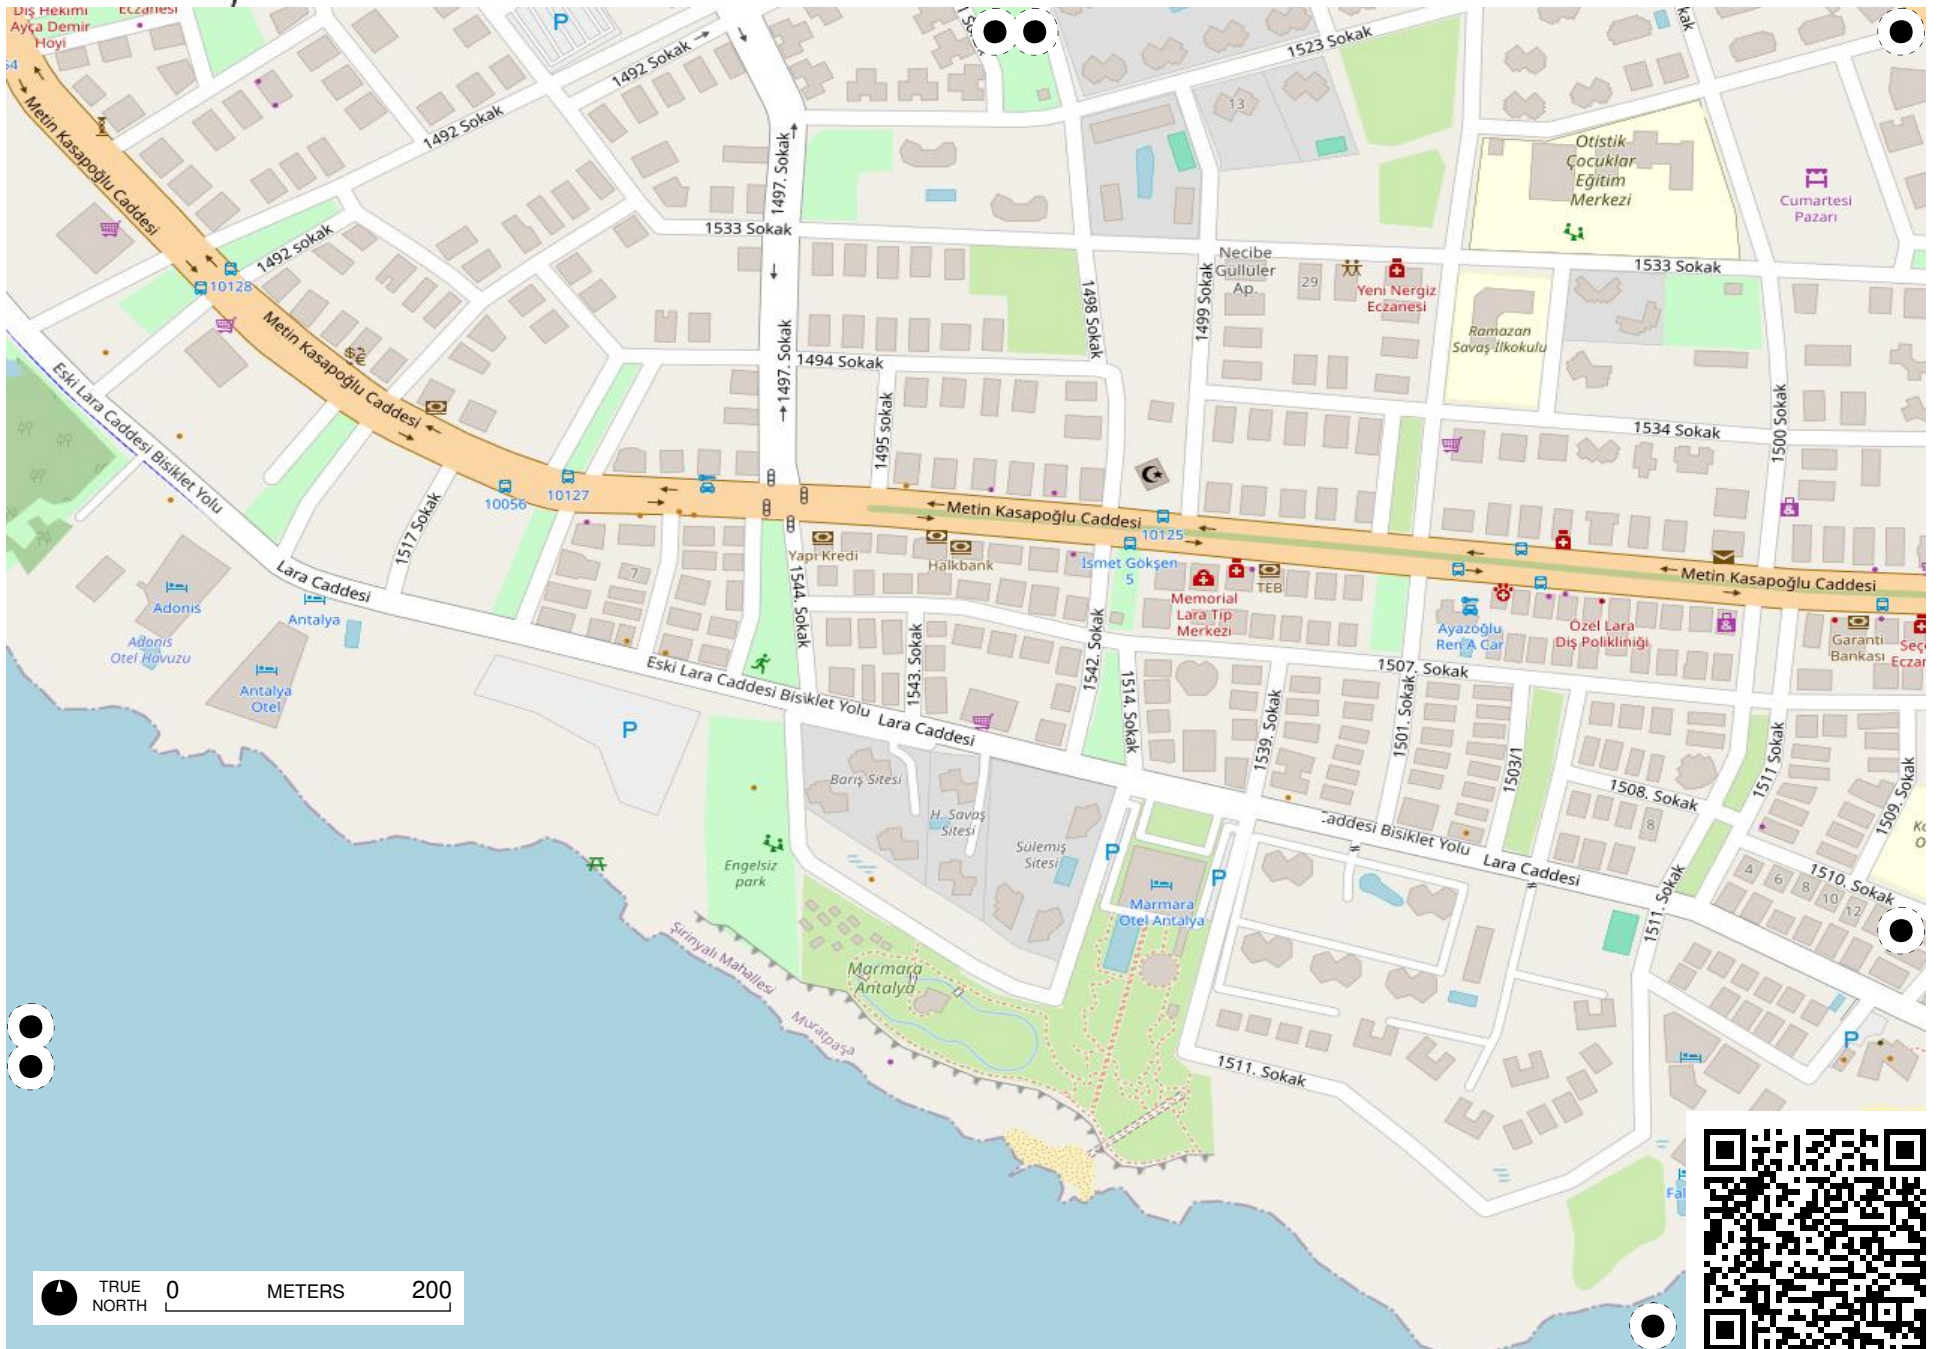 Diş Hekimi
Ayça Demir
Hoyi
Eczanesi
P
1492 Sokak
1523 Sokak
Metin Kasapoğlu Caddesi
1492 Sokak
1497. Sokak
13
Otistik
Çocuklar
Eğitim
Merkezi
Cumartesi
Pazarı
1533 Sokak
1492 sokak
10128
Necibe
Güllüler
Ap.
29
Yeni Nergiz
Eczanesi
1533 Sokak
1498 Sokak
1499 Sokak
Metin Kasapoğlu Caddesi
1497. Sokak
1494 Sokak
Ramazan
Savaş İlkokulu
Eski Lara Caddesi Bisiklet Yolu
1495 sokak
1534 Sokak
1500 Sokak
10056
10127
1517 Sokak
Metin Kasapoğlu Caddesi
10125
Yapı Kredi
Halkbank
İsmet Gökşen
5
TEB
Memorial
Lara Tıp
Merkezi
Metin Kasapoğlu Caddesi
7
Lara Caddesi
Adonis
Antalya
Adonis
Otel Havuzu
Antalya
Otel
1544. Sokak
1543. Sokak
1542. Sokak
1514. Sokak
Ayazoğlu
Ren A Car
Özel Lara
Diş Polikliniği
Garanti
Bankası
1507. Sokak
Eski Lara Caddesi Bisiklet Yolu
Lara Caddesi
P
1539. Sokak
1501. Sokak
1503/1
1511 Sokak
1509. Sokak
Barış Sitesi
H. Savaş
Sitesi
Sülemiş
Sitesi
1508. Sokak
8
Caddesi Bisiklet Yolu
Lara Caddesi
Engelsiz
park
P
P
Marmara
Otel Antalya
4
6
8
10
12
1510. Sokak
1511. Sokak
Şirinyalı Mahallesi
Muratpaşa
Marmara
Antalya
P
1511. Sokak
TRUE
NORTH
0 METERS 200